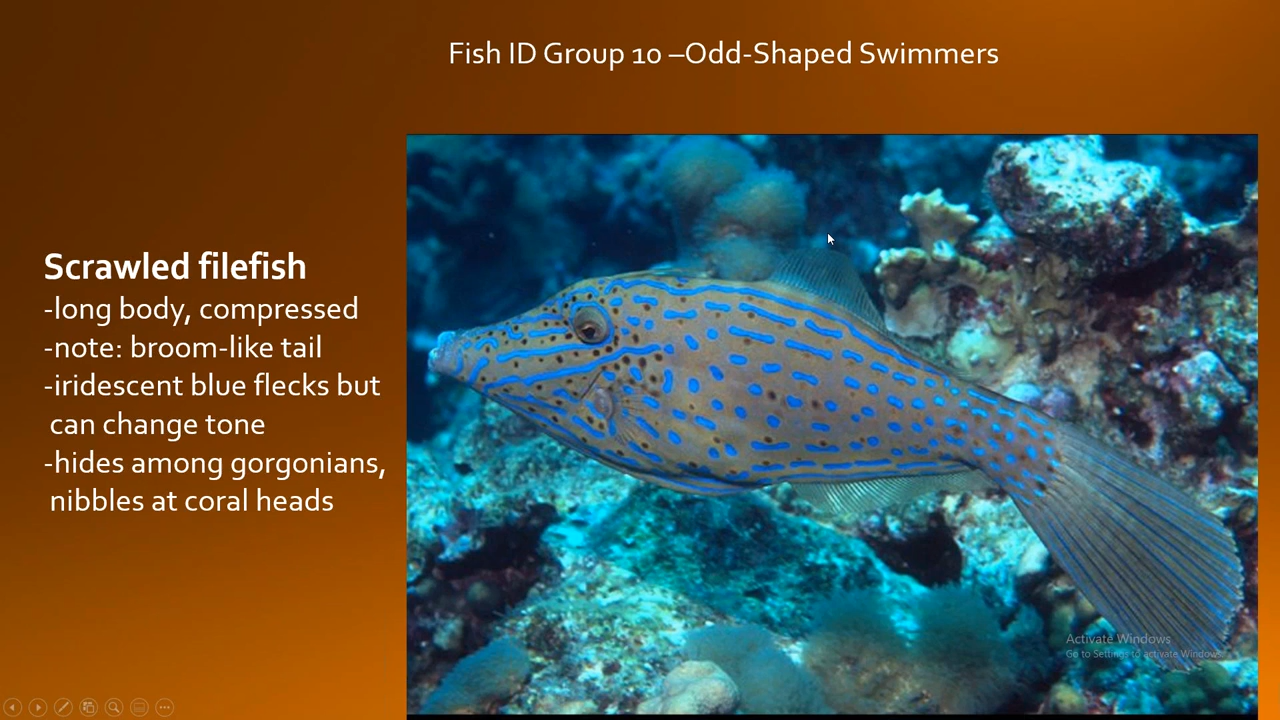 Fish ID Group 10 –Odd-Shaped Swimmers
Scrawled filefish
-long body, compressed
-note: broom-like tail
-iridescent blue flecks but
can change tone
-hides among gorgonians,
nibbles at coral heads
Activate Windows
Go to Settings to activate Windows.